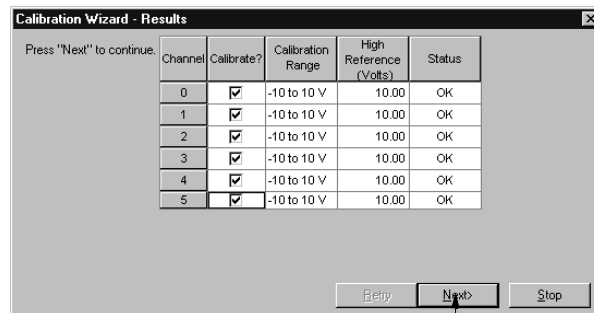 Calibration Wizard - Results
Press "Next" to continue.
Channel Calibrate? Calibration Range High Reference (Volts) Status
0 -10 to 10 V 10.00 OK
1 -10 to 10 V 10.00 OK
2 -10 to 10 V 10.00 OK
3 -10 to 10 V 10.00 OK
4 -10 to 10 V 10.00 OK
5 -10 to 10 V 10.00 OK
Retry Next> Stop